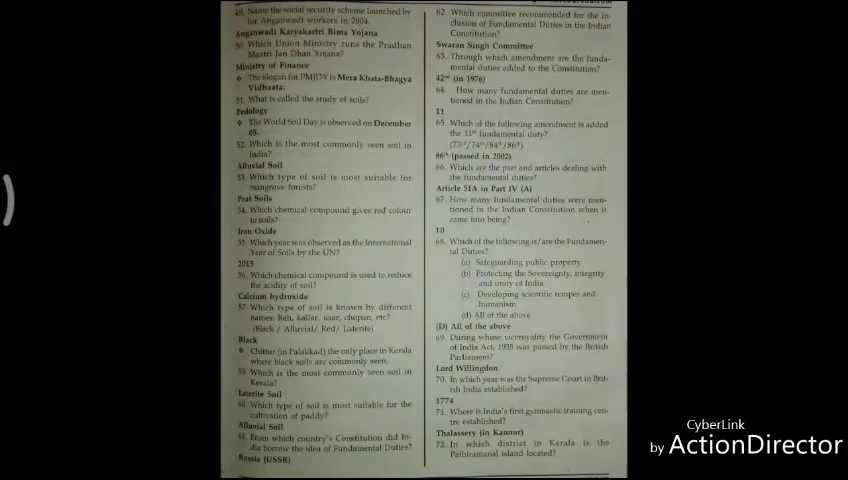 49. Name the social security scheme launched by
for Anganwadi workers in 2004.
Anganwadi Karyakartri Bima Yojana
50. Which Union Ministry runs the Pradhan
Mantri Jan Dhan Yojana?
Ministry of Finance
❖ The slogan for PMJDY is Mera Khata-Bhagya
Vidhaata.
51. What is called the study of soils?
Pedology
❖ The World Soil Day is observed on December
05.
52. Which is the most commonly seen soil in
India?
Alluvial Soil
53. Which type of soil is most suitable for
mangrove forests?
Peat Soils
54. Which chemical compound gives red colour
to soils?
Iron Oxide
55. Which year was observed as the International
Year of Soils by the UN?
2015
56. Which chemical compound is used to reduce
the acidity of soil?
Calcium hydroxide
57. Which type of soil is known by different
names: Reh, kallar, usar, chopan, etc?
(Black / Alluvial/ Red/ Laterite)
Black
❖ Chittur (in Palakkad) the only place in Kerala
where black soils are commonly seen.
59. Which is the most commonly seen soil in
Kerala?
Laterite Soil
60. Which type of soil is most suitable for the
cultivation of paddy?
Alluvial Soil
61. From which country's Constitution did In-
dia borrow the idea of Fundamental Duties?
Russia (USSR)
62. Which committee recommended for the in-
clusion of Fundamental Duties in the Indian
Constitution?
Swaran Singh Committee
63. Through which amendment are the funda-
mental duties added to the Constitution?
42nd (in 1976)
64. How many fundamental duties are men-
tioned in the Indian Constitution?
11
65. Which of the following amendment is added
the 11th fundamental duty?
(73rd/74th/84th/86th)
86th (passed in 2002)
66. Which are the part and articles dealing with
the fundamental duties?
Article 51A in Part IV (A)
67. How many fundamental duties were men-
tioned in the Indian Constitution when it
came into being?
10
68. Which of the following is/are the Fundamen-
tal Duties?
(a) Safeguarding public property
(b) Protecting the Sovereignty, integrity
and unity of India
(c) Developing scientific temper and
humanism
(d) All of the above
(D) All of the above
69. During whose viceroyality the Government
of India Act, 1935 was passed by the British
Parliament?
Lord Willingdon
70. In which year was the Supreme Court in Brit-
ish India established?
1774
71. Where is India's first gymnastic training cen-
tre established?
Thalassery (in Kannur)
72. In which district in Kerala is the
Pathiramanal island located?
CyberLink
by ActionDirector